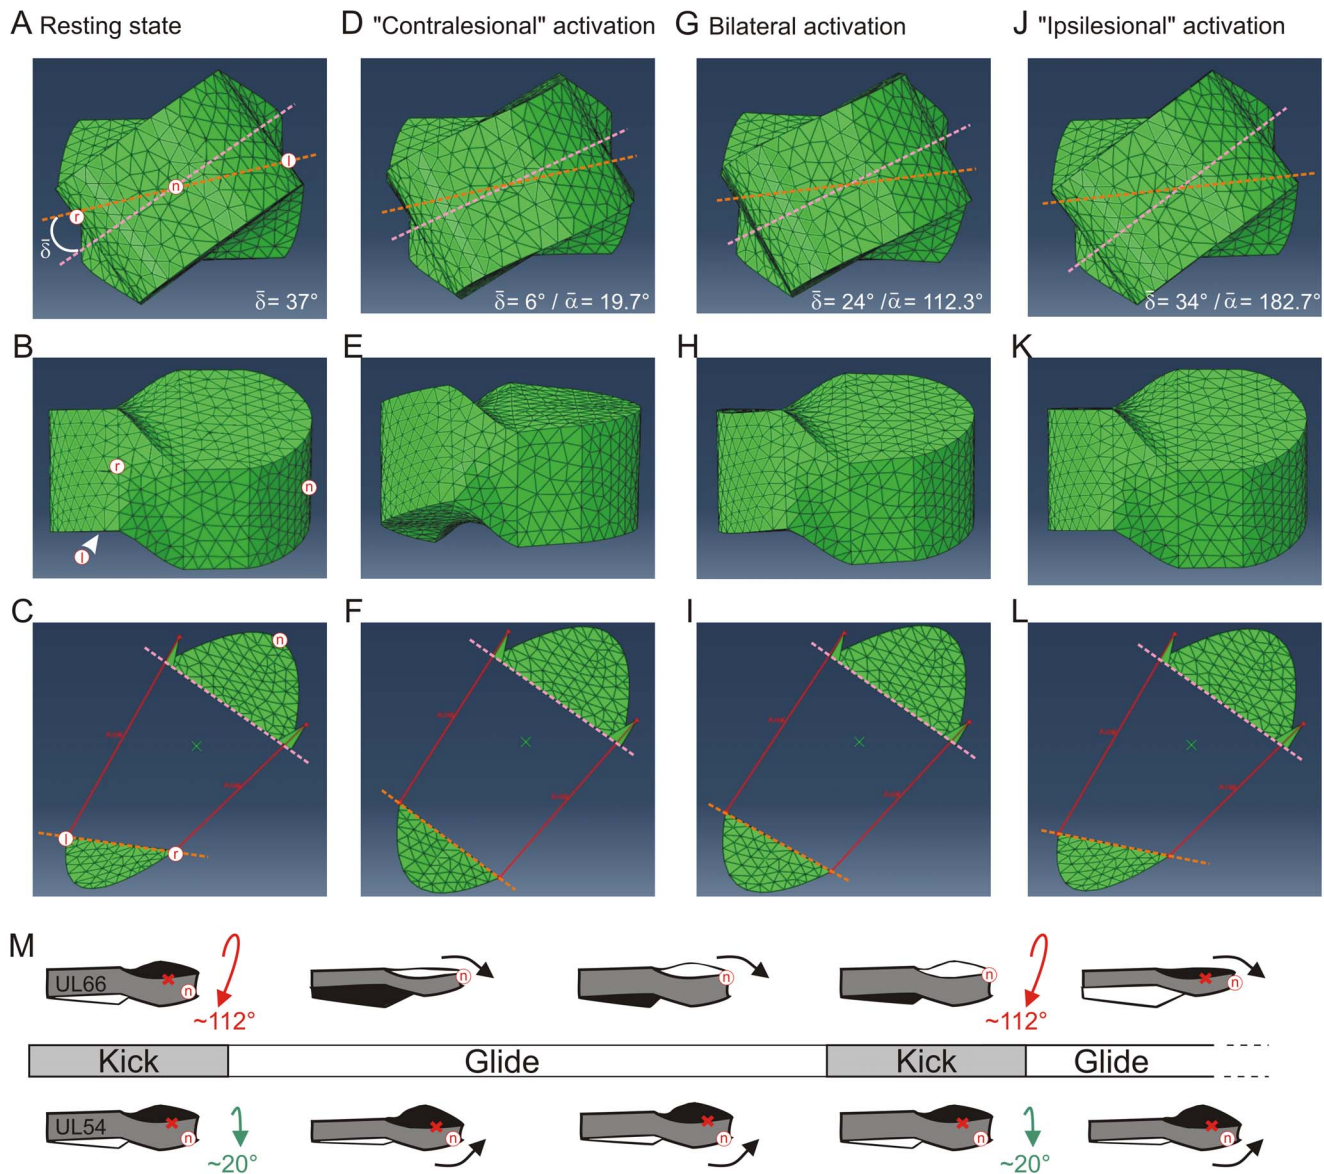 A Resting state
D "Contralesional" activation
G Bilateral activation
J "Ipsilesional" activation
l
n
r
δ̄
δ̄ = 37°
δ̄ = 6° / ᾱ = 19.7°
δ̄ = 24° / ᾱ = 112.3°
δ̄ = 34° / ᾱ = 182.7°
B
E
H
K
r
n
l
C
F
I
L
n
l
r
M
UL66
n
n
n
n
n
~112°
~112°
Kick
Glide
Kick
Glide
UL54
n
n
n
n
n
~20°
~20°